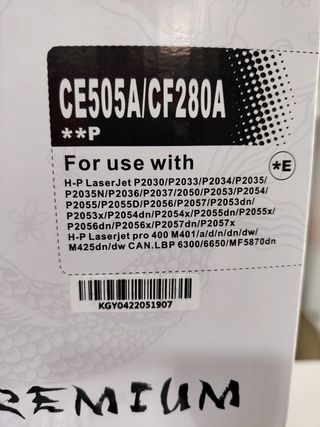 CE505A/CF280A
**P
For use with
*E
H-P LaserJet P2030/P2033/P2034/P2035/
P2035N/P2036/P2037/2050/P2053/P2054/
P2055/P2055D/P2056/P2057/P2053dn/
P2053x/P2054dn/P2054x/P2055dn/P2055x/
P2056dn/P2056x/P2057dn/P2057x
H-P Laserjet pro 400 M401/a/d/n/dn/dw/
M425dn/dw CAN.LBP 6300/6650/MF5870dn
KGY0422051907
REMIUM